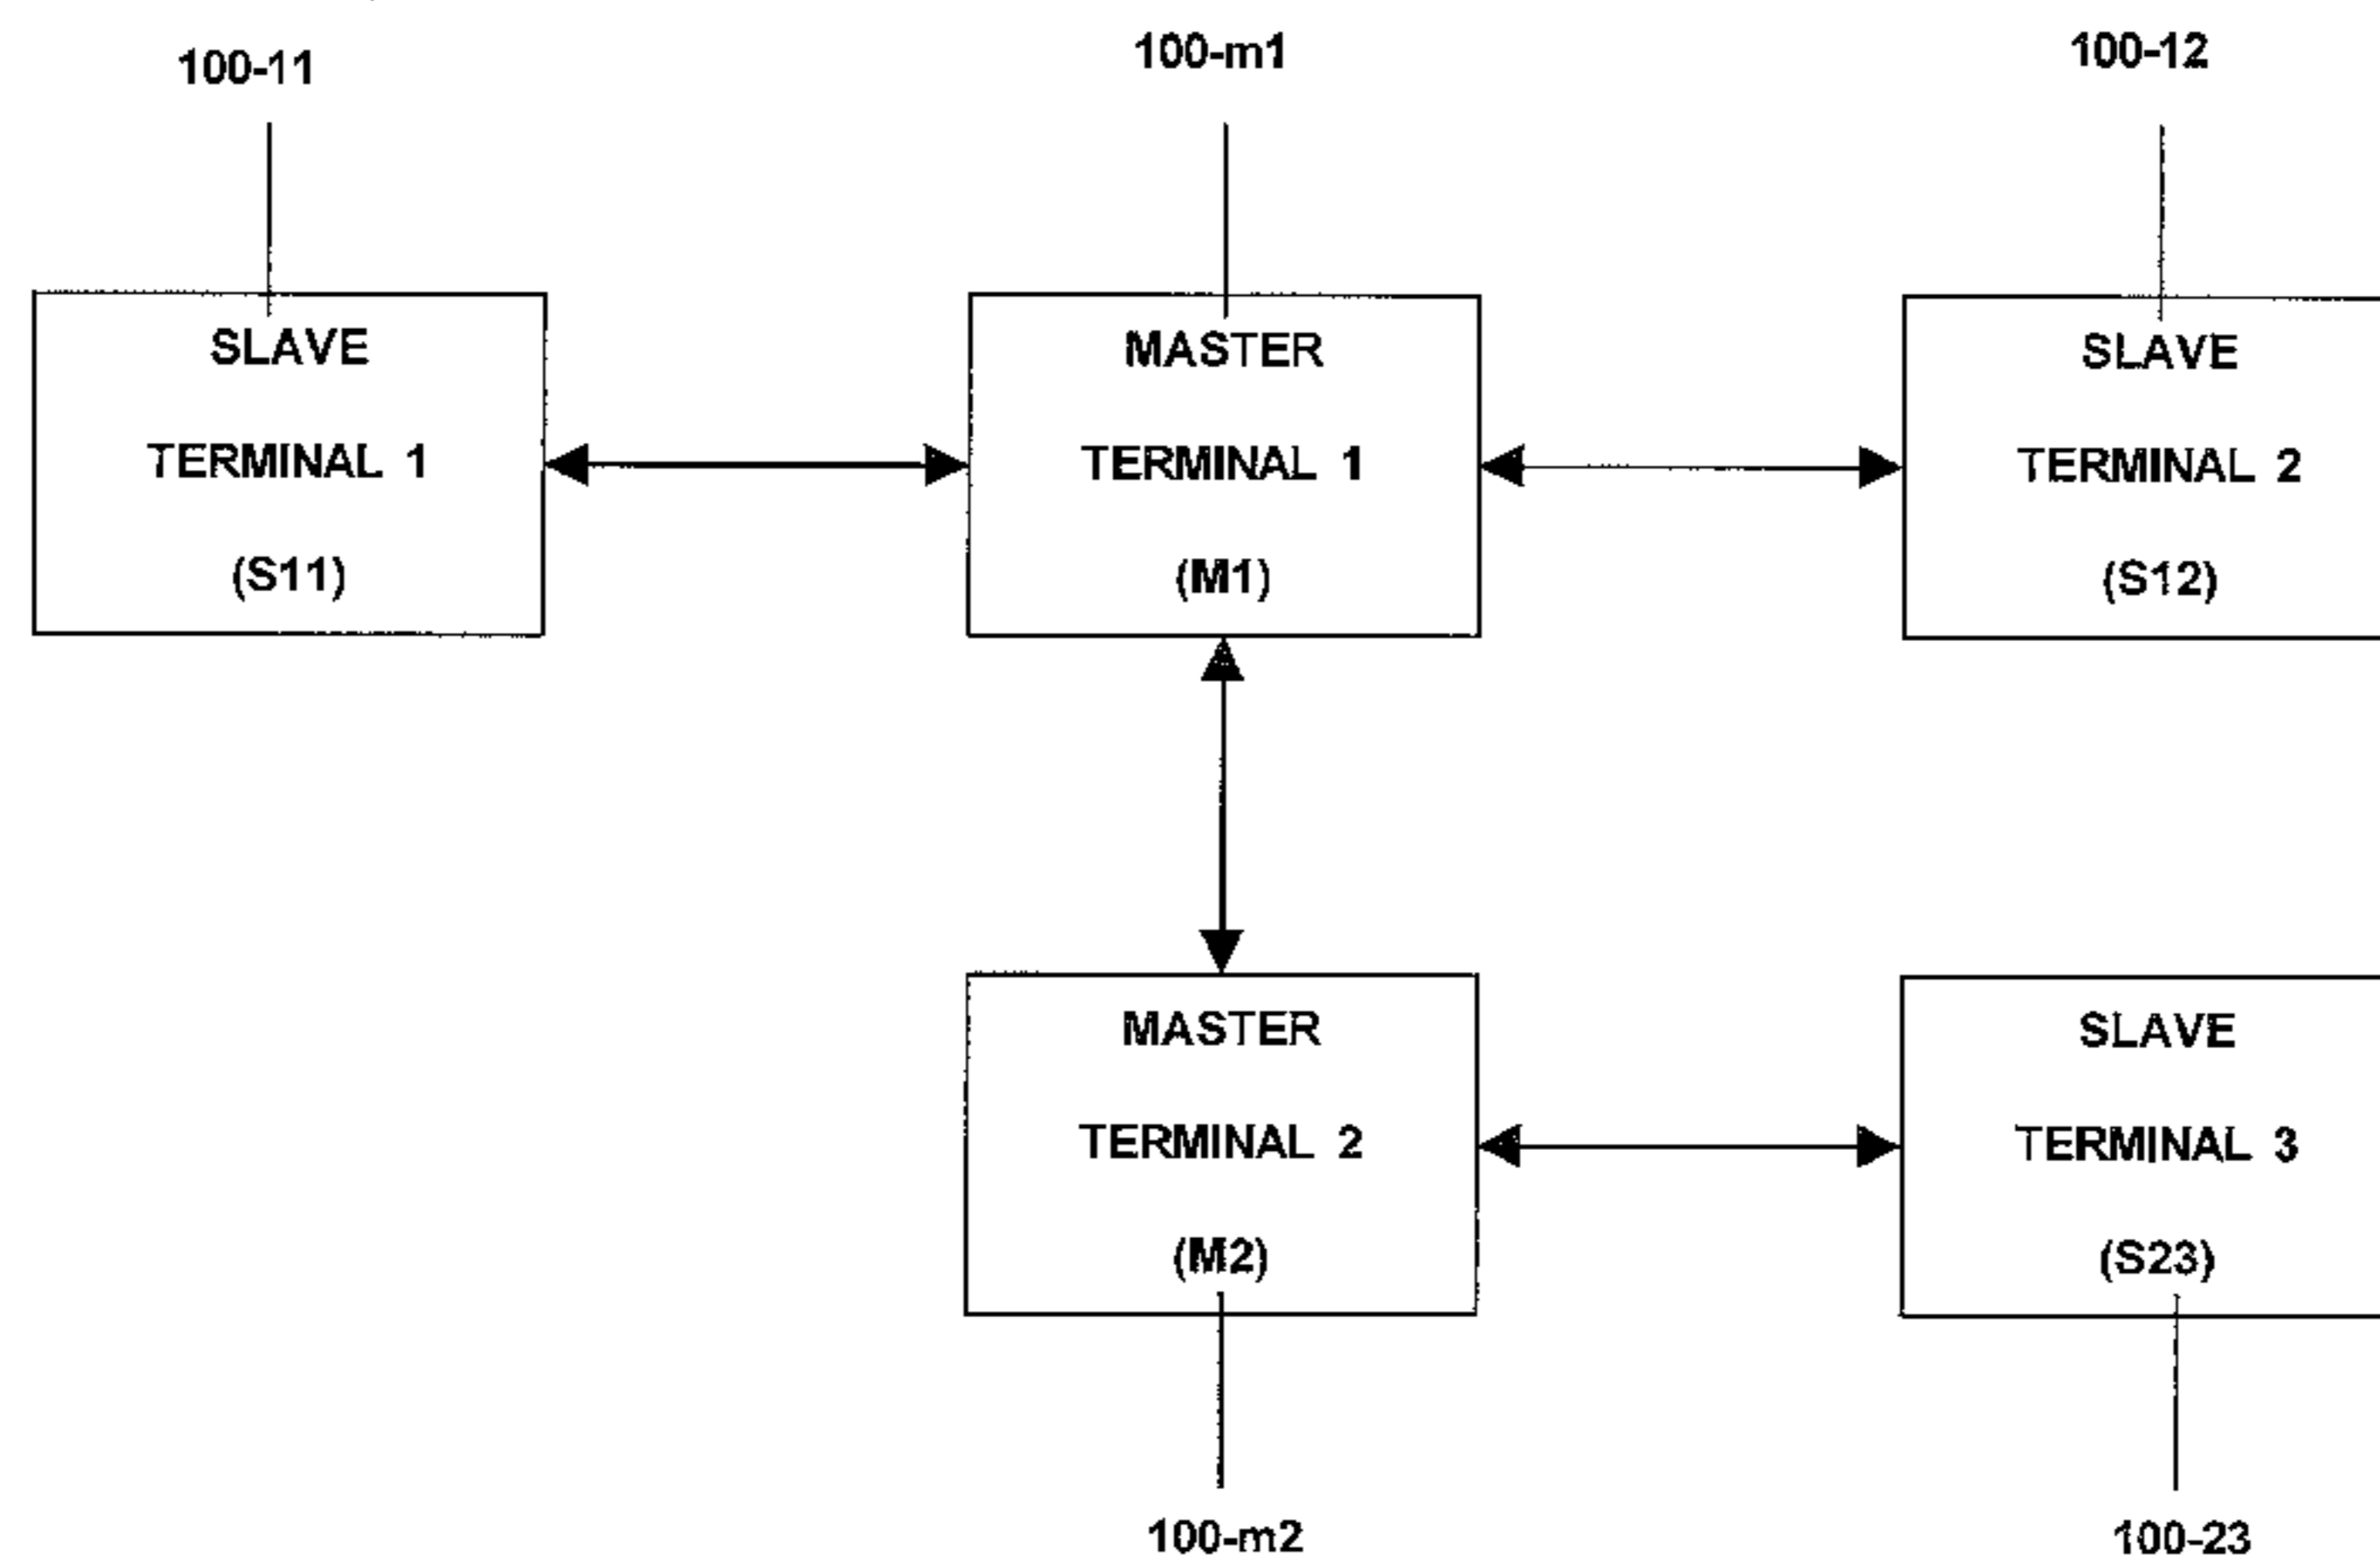 100-11
100-m1
100-12
SLAVE
TERMINAL 1
(S11)
MASTER
TERMINAL 1
(M1)
SLAVE
TERMINAL 2
(S12)
MASTER
TERMINAL 2
(M2)
SLAVE
TERMINAL 3
(S23)
100-m2
100-23